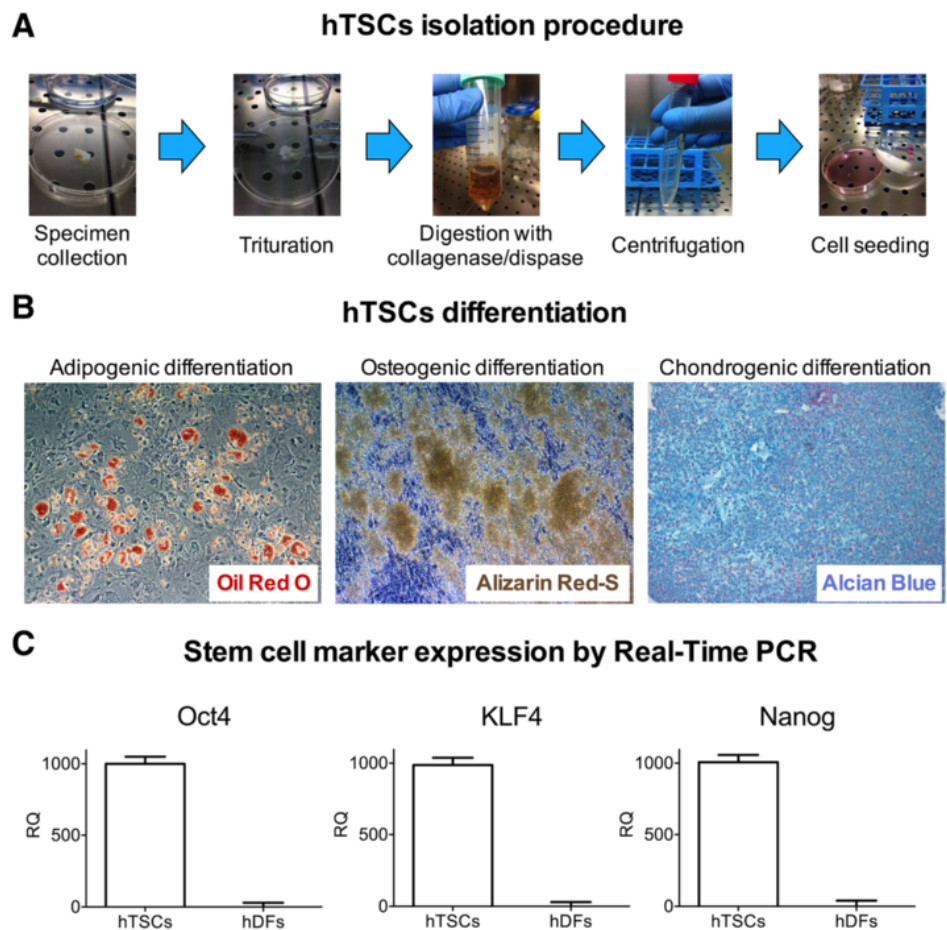 A
hTSCs isolation procedure
Specimen
collection
Trituration
Digestion with
collagenase/dispase
Centrifugation
Cell seeding
B
hTSCs differentiation
Adipogenic differentiation
Osteogenic differentiation
Chondrogenic differentiation
Oil Red O
Alizarin Red-S
Alcian Blue
C
Stem cell marker expression by Real-Time PCR
Oct4
KLF4
Nanog
RQ
1000
500
0
hTSCs
hDFs
RQ
1000
500
0
hTSCs
hDFs
RQ
1000
500
0
hTSCs
hDFs